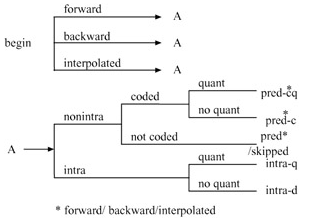 forward
A
begin
backward
A
interpolated
A
quant
pred-cq*
coded
no quant
pred-c*
nonintra
not coded
pred*
/skipped
A
quant
intra-q
intra
no quant
intra-d
* forward/ backward/interpolated